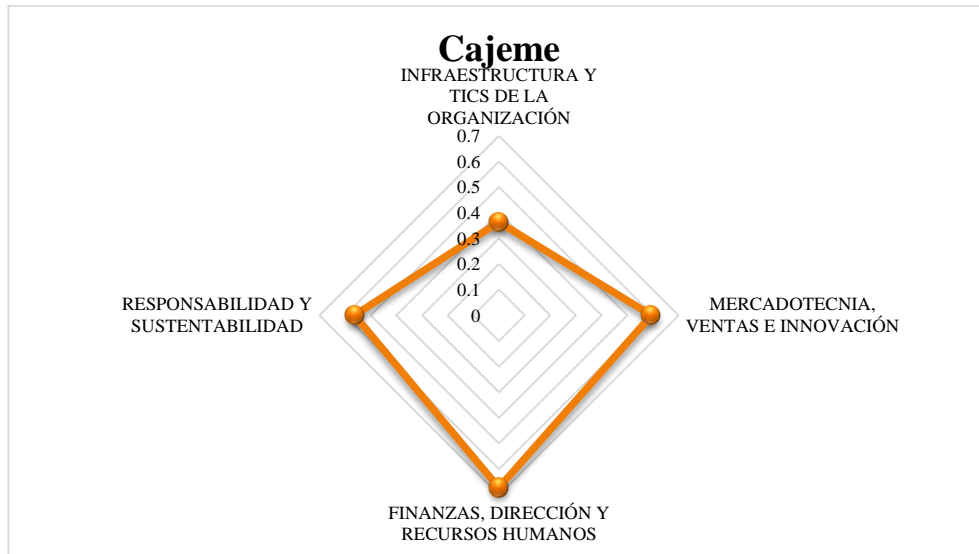 Cajeme
INFRAESTRUCTURA Y
TICS DE LA
ORGANIZACIÓN
0.7
0.6
0.5
0.4
0.3
0.2
0.1
0
RESPONSABILIDAD Y
SUSTENTABILIDAD
MERCADOTECNIA,
VENTAS E INNOVACIÓN
FINANZAS, DIRECCIÓN Y
RECURSOS HUMANOS